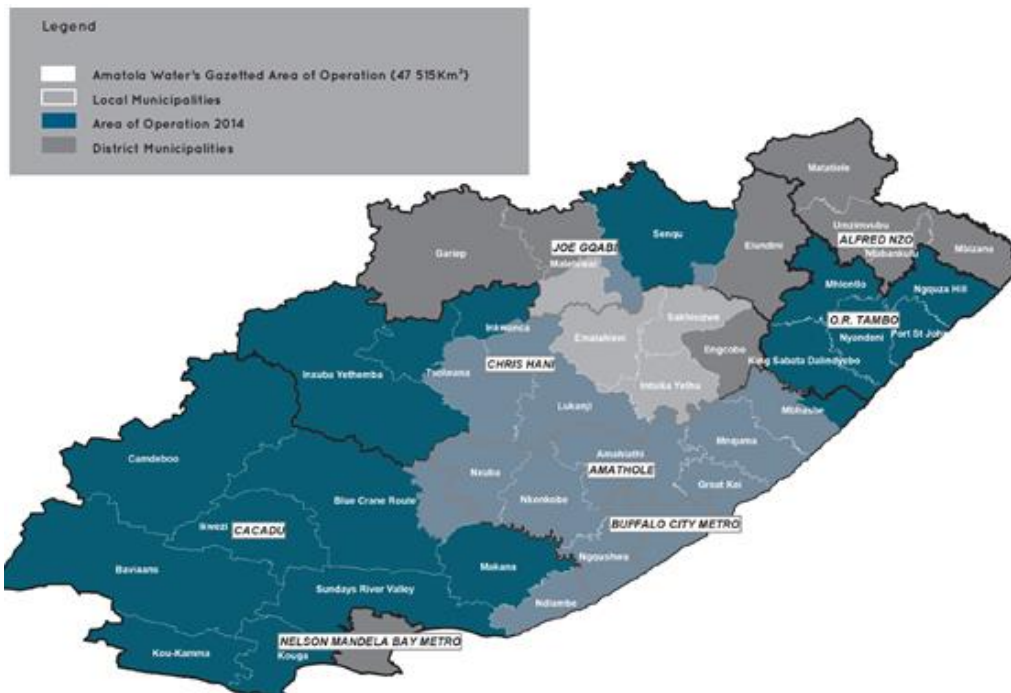 Legend
Amatola Water's Gazetted Area of Operation (47 515Km²)
Local Municipalities
Area of Operation 2014
District Municipalities
Matatiele
Umzimvubu
ALFRED NZO
Ntabankulu
Mbizana
Senqu
Elundini
Gariep
JOE GQABI
Maletswai
Mhlontlo
Ngquza Hill
O.R. TAMBO
Nyandeni
Port St John
King Sabata Dalindyebo
Sakhisizwe
Inkwanca
Emalahleni
Engcobo
CHRIS HANI
Inxuba Yethemba
Tsolwana
Intsika Yethu
Lukanji
Mbhashe
Mnquma
Camdeboo
Amahlathi
AMATHOLE
Nxuba
Great Kei
Nkonkobe
Blue Crane Route
Ikwezi
CACADU
BUFFALO CITY METRO
Ngqushwa
Makana
Baviaans
Sundays River Valley
Ndlambe
NELSON MANDELA BAY METRO
Kou-Kamma
Kouga